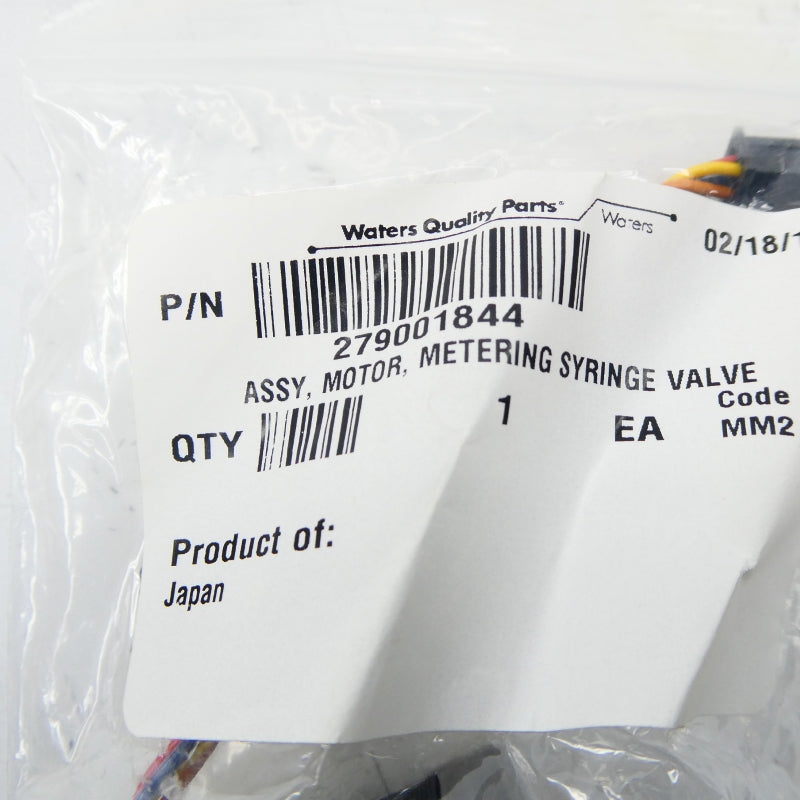 Waters Quality Parts®
Waters
02/18/1
P/N
279001844
ASSY, MOTOR, METERING SYRINGE VALVE
QTY 1 EA
Code
MM2
Product of:
Japan